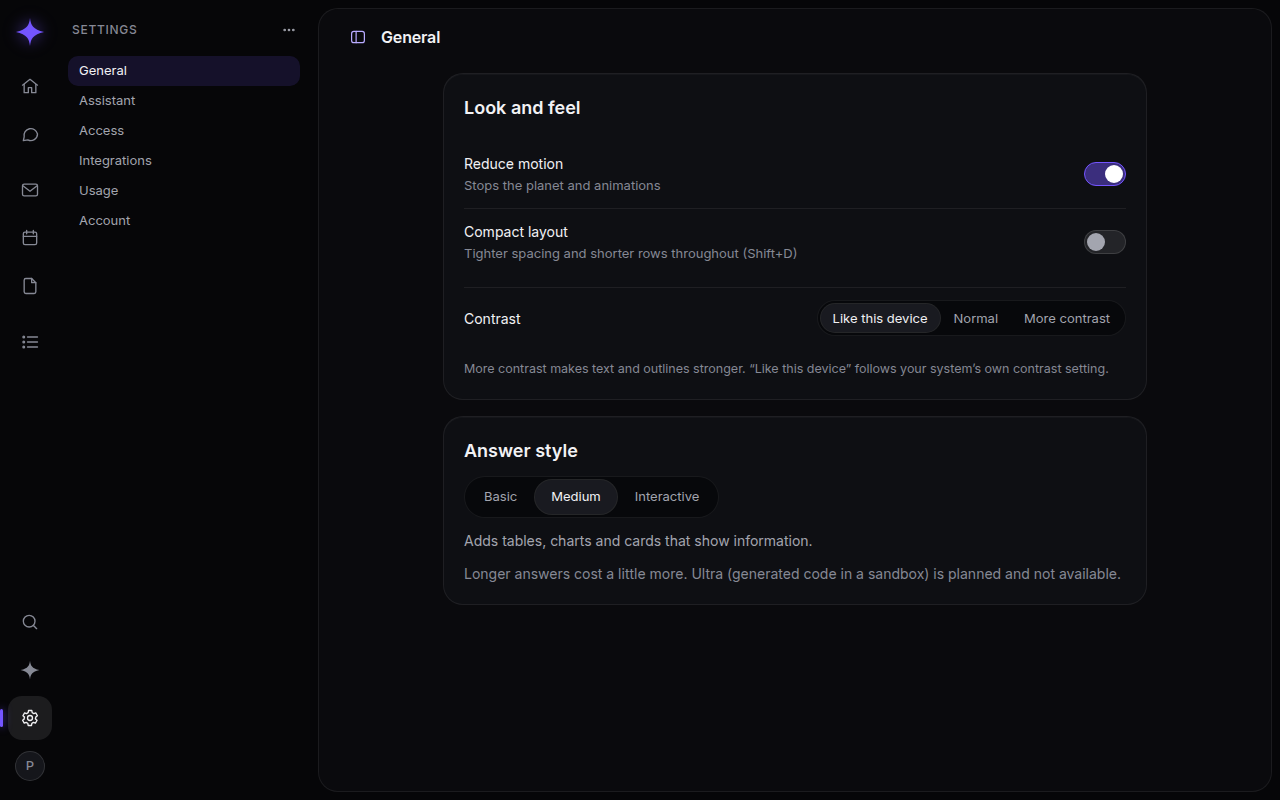 SETTINGS
General
Assistant
Access
Integrations
Usage
Account
P
General
Look and feel
Reduce motion
Stops the planet and animations
Compact layout
Tighter spacing and shorter rows throughout (Shift+D)
Contrast
Like this device
Normal
More contrast
More contrast makes text and outlines stronger. “Like this device” follows your system’s own contrast setting.
Answer style
Basic
Medium
Interactive
Adds tables, charts and cards that show information.
Longer answers cost a little more. Ultra (generated code in a sandbox) is planned and not available.